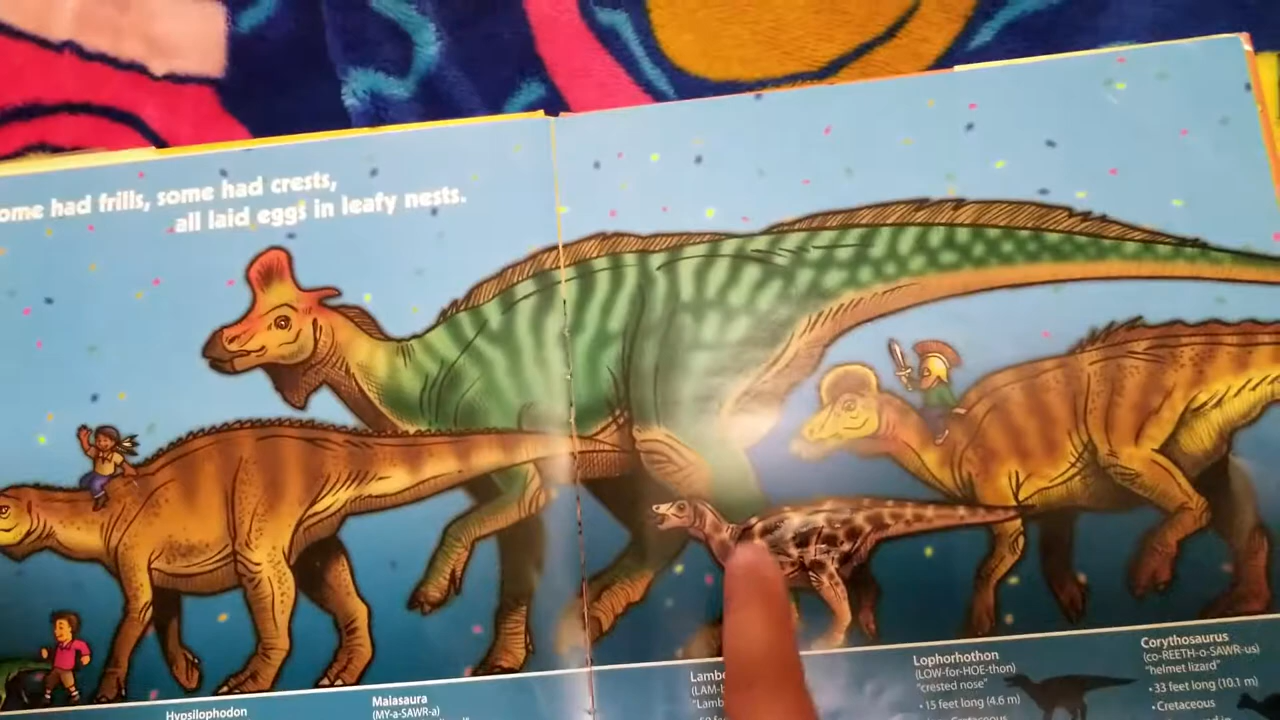 ome had frills, some had crests,
all laid eggs in leafy nests.
Hypsilophodon
Maiasaura
(MY-a-SAWR-a)
Lamb
(LAM-
"Lamb
Lophorhothon
(LOW-for-HOE-thon)
"crested nose"
• 15 feet long (4.6 m)
Cretaceous
Corythosaurus
(co-REETH-o-SAWR-us)
"helmet lizard"
• 33 feet long (10.1 m)
• Cretaceous